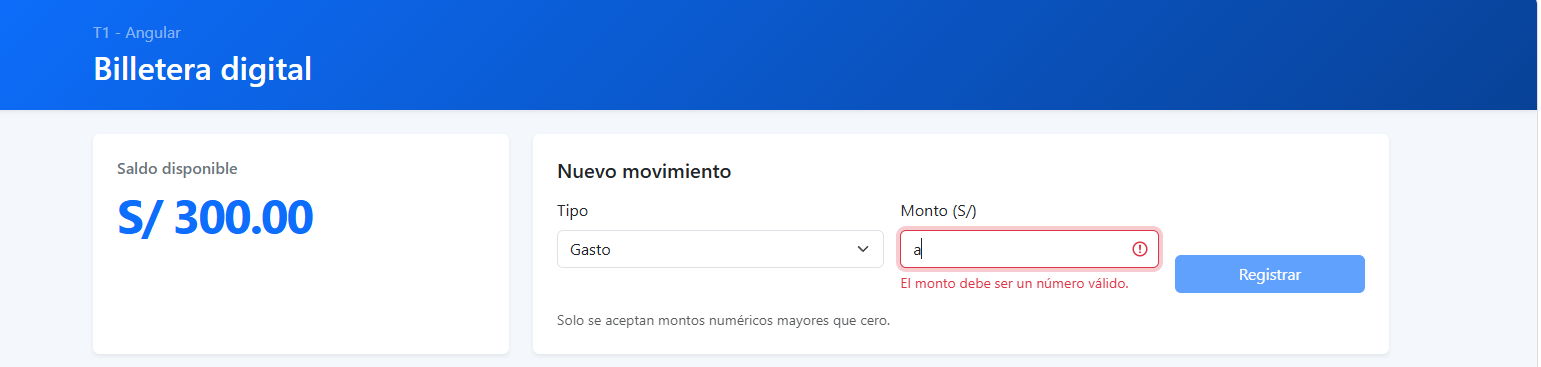 T1 - Angular
Billetera digital
Saldo disponible
S/ 300.00
Nuevo movimiento
Tipo
Gasto
Monto (S/)
a
El monto debe ser un número válido.
Registrar
Solo se aceptan montos numéricos mayores que cero.